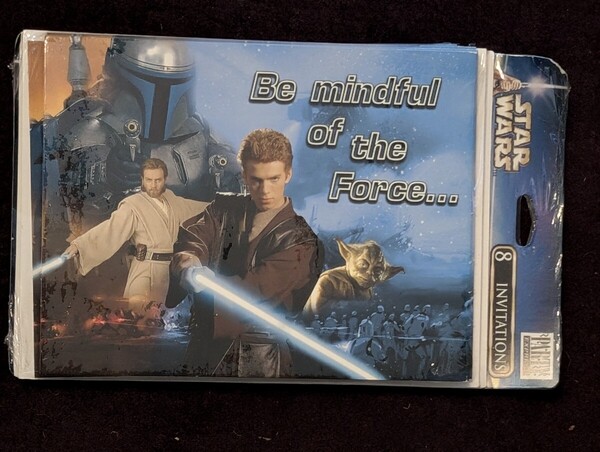 Be mindful
of the
Force...
STAR
WARS
8 INVITATIONS